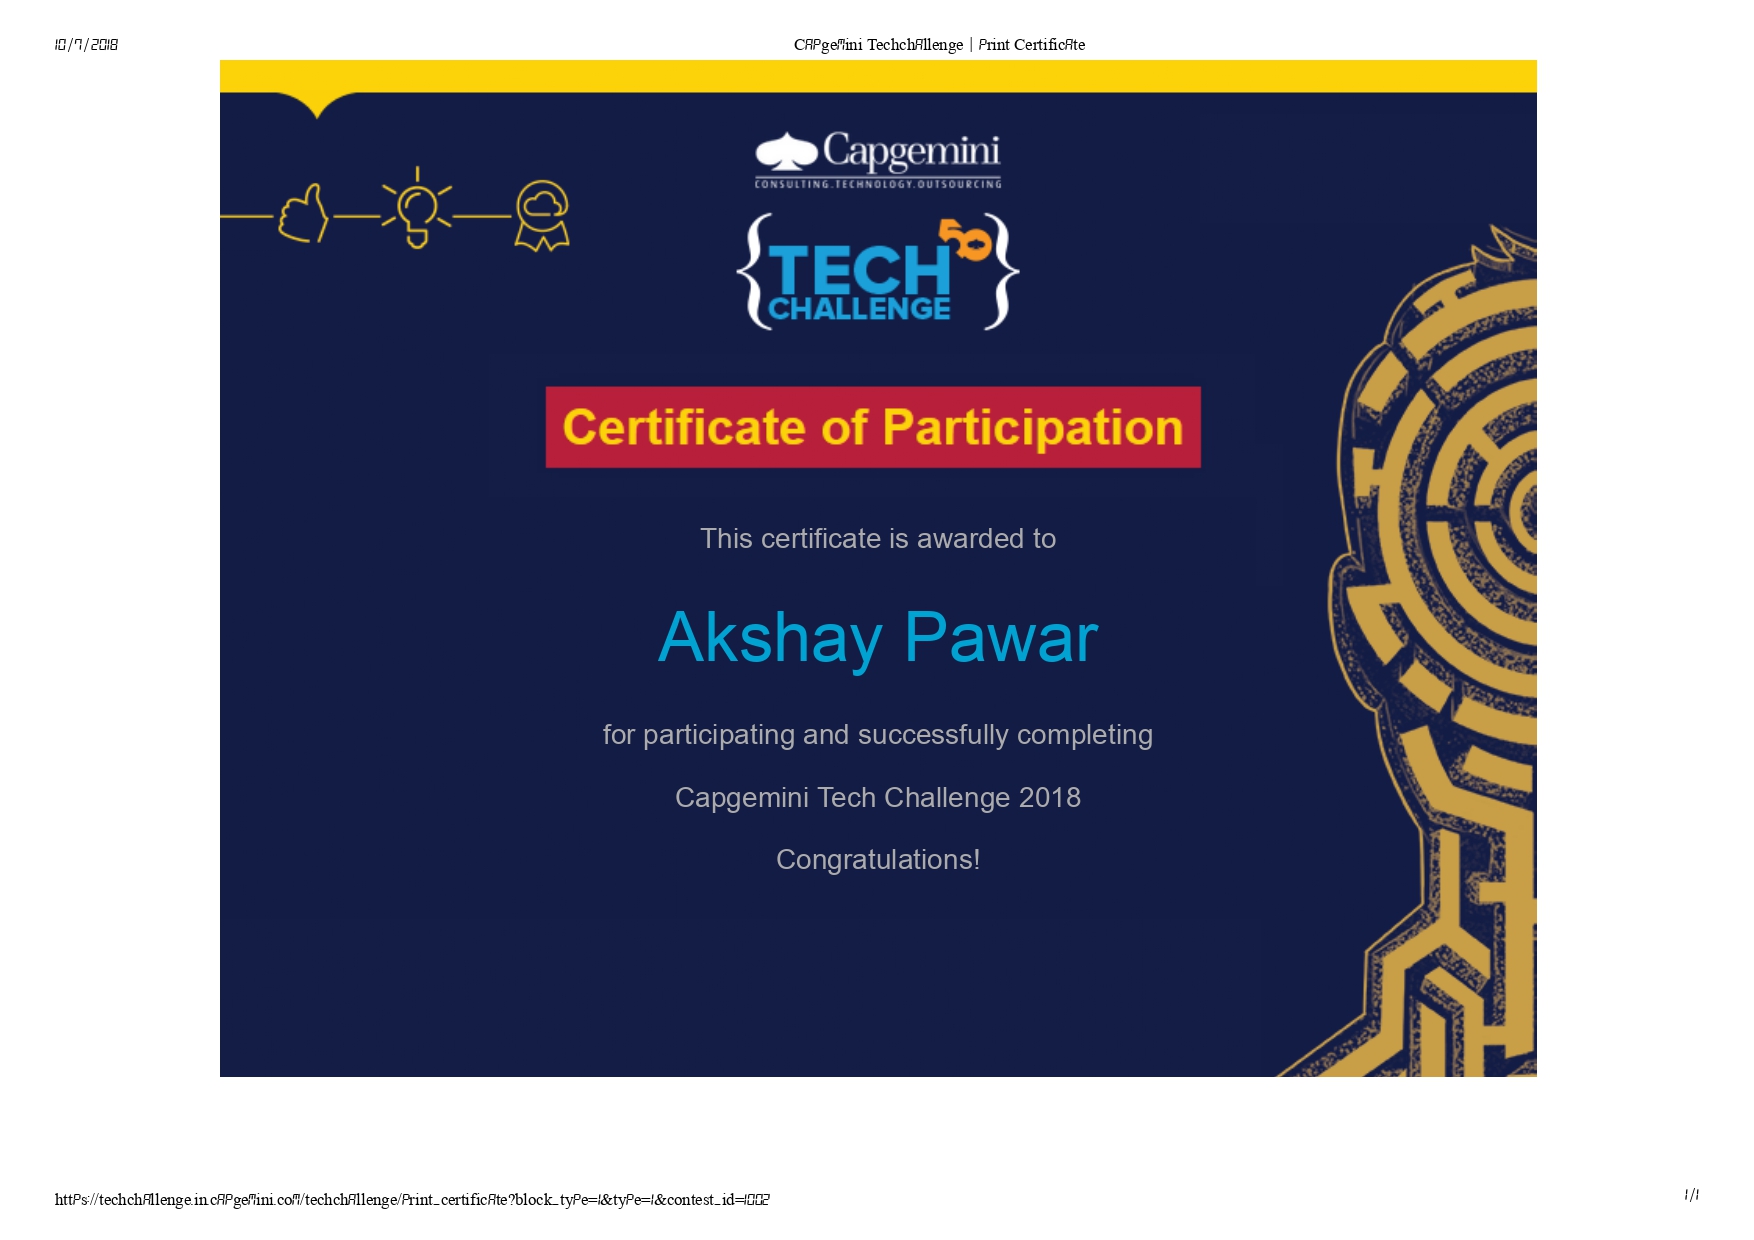 10/7/2018
CAPgeMini TechchAllenge | Print CertificAte
Capgemini
CONSULTING.TECHNOLOGY.OUTSOURCING
50
{TECH
CHALLENGE}
Certificate of Participation
This certificate is awarded to
Akshay Pawar
for participating and successfully completing
Capgemini Tech Challenge 2018
Congratulations!
httPs://techchAllenge.in.cAPgeMini.coM/techchAllenge/Print_certificAte?block_tyPe=1&tyPe=1&contest_id=1002
1/1